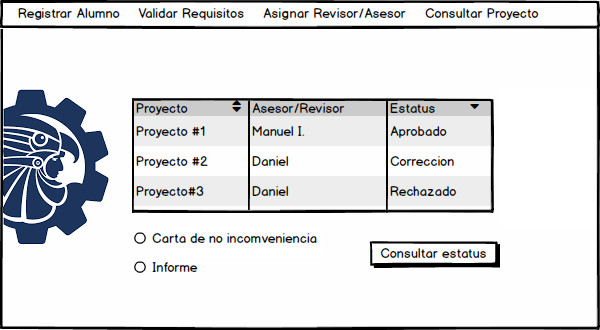 Registrar Alumno Validar Requisitos Asignar Revisor/Asesor Consultar Proyecto
Proyecto Asesor/Revisor Estatus
Proyecto #1 Manuel I. Aprobado
Proyecto #2 Daniel Correccion
Proyecto#3 Daniel Rechazado
Carta de no incomveniencia
Consultar estatus
Informe